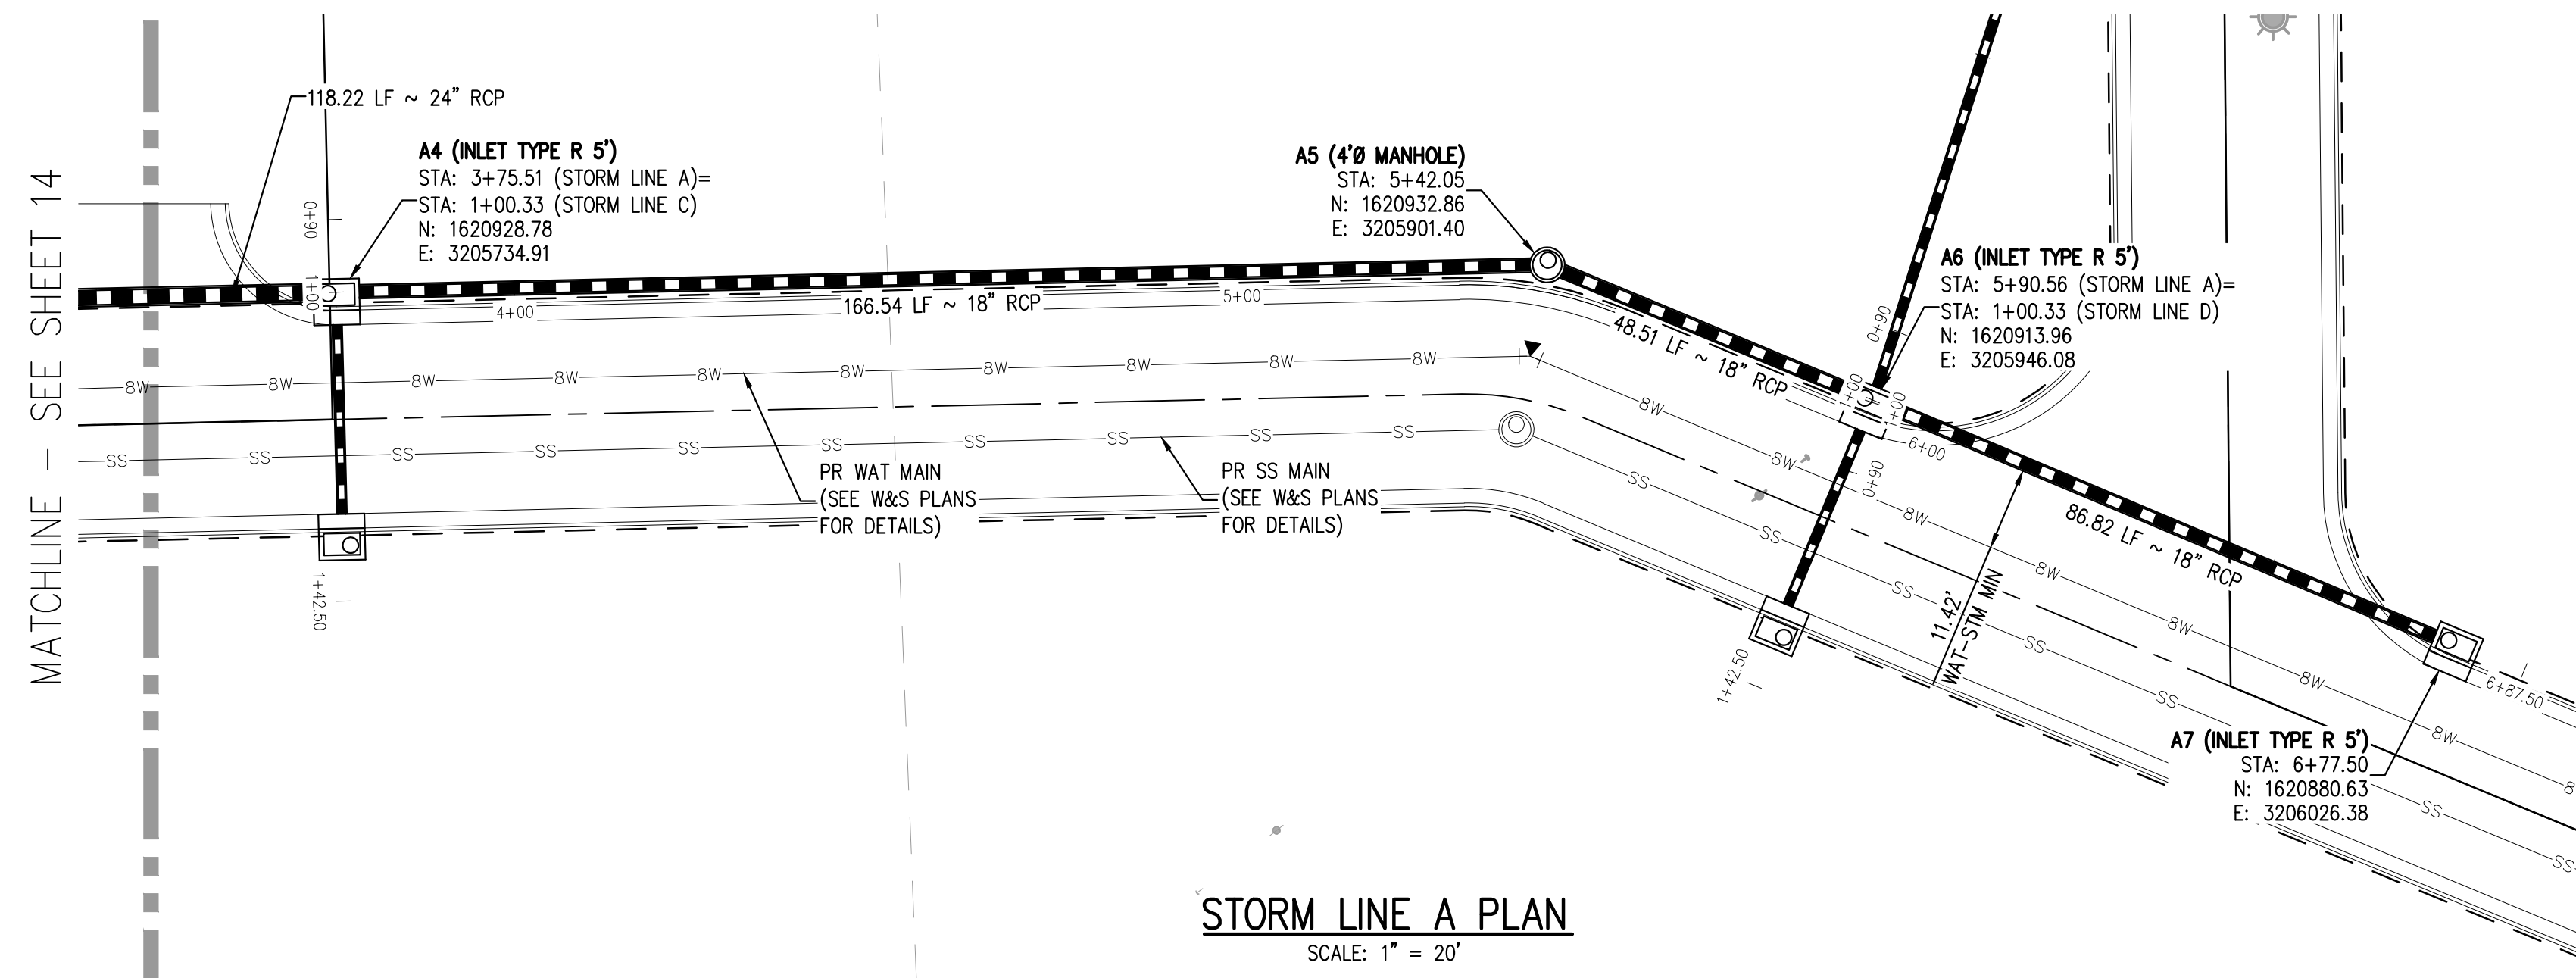 MATCHLINE - SEE SHEET 14
118.22 LF ~ 24" RCP
A4 (INLET TYPE R 5')
STA: 3+75.51 (STORM LINE A)=
STA: 1+00.33 (STORM LINE C)
N: 1620928.78
E: 3205734.91
0+90
1+00
1+42.50
4+00
166.54 LF ~ 18" RCP
5+00
A5 (4'Ø MANHOLE)
STA: 5+42.05
N: 1620932.86
E: 3205901.40
48.51 LF ~ 18" RCP
A6 (INLET TYPE R 5')
STA: 5+90.56 (STORM LINE A)=
STA: 1+00.33 (STORM LINE D)
N: 1620913.96
E: 3205946.08
0+90
1+00
1+00
6+00
0+90
1+42.50
8W 8W 8W 8W 8W 8W 8W 8W 8W 8W
SS SS SS SS SS SS SS SS SS SS
8W 8W 8W 8W 8W 8W 8W 8
SS SS SS SS SS SS SS SS
PR WAT MAIN
(SEE W&S PLANS
FOR DETAILS)
PR SS MAIN
(SEE W&S PLANS
FOR DETAILS)
11.42'
WAT-STM MIN
86.82 LF ~ 18" RCP
6+87.50
A7 (INLET TYPE R 5')
STA: 6+77.50
N: 1620880.63
E: 3206026.38
STORM LINE A PLAN
SCALE: 1" = 20'